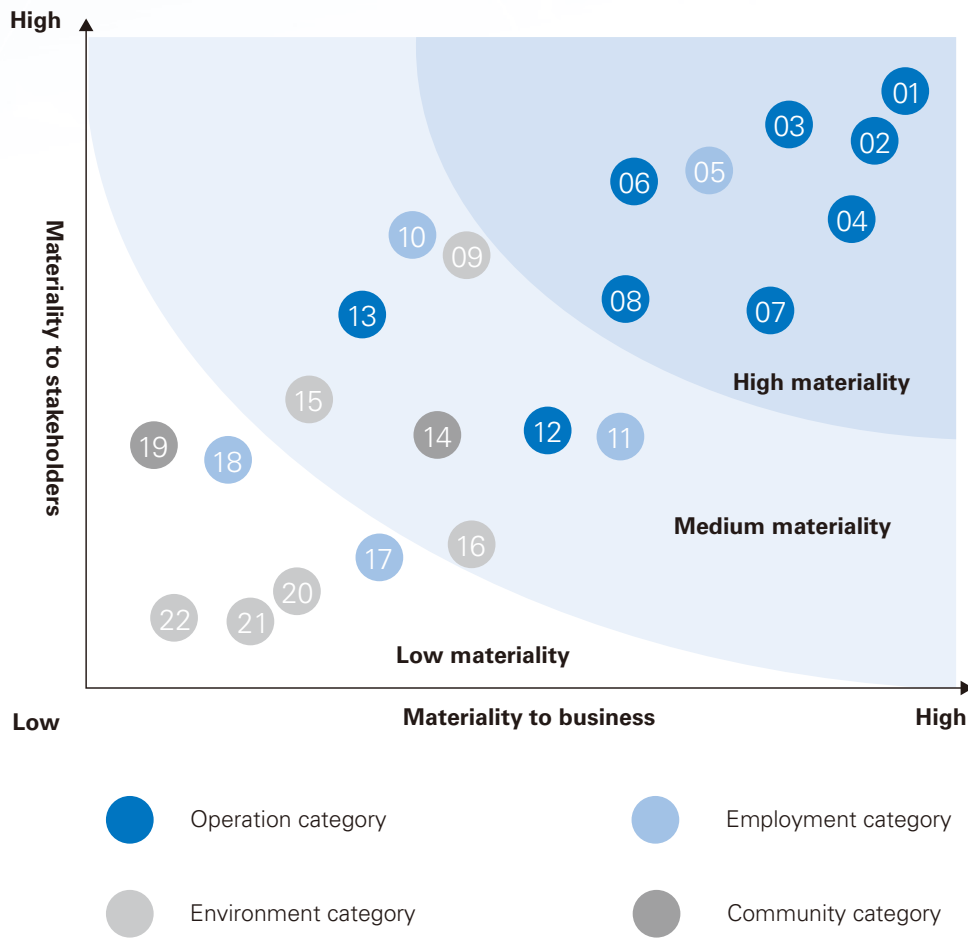 High
01
03
02
05
06
04
10
09
08
07
13
High materiality
15
14
12
11
19
18
Medium materiality
17
16
20
22
21
Low materiality
Materiality to stakeholders
Low
Materiality to business
High
Operation category
Employment category
Environment category
Community category